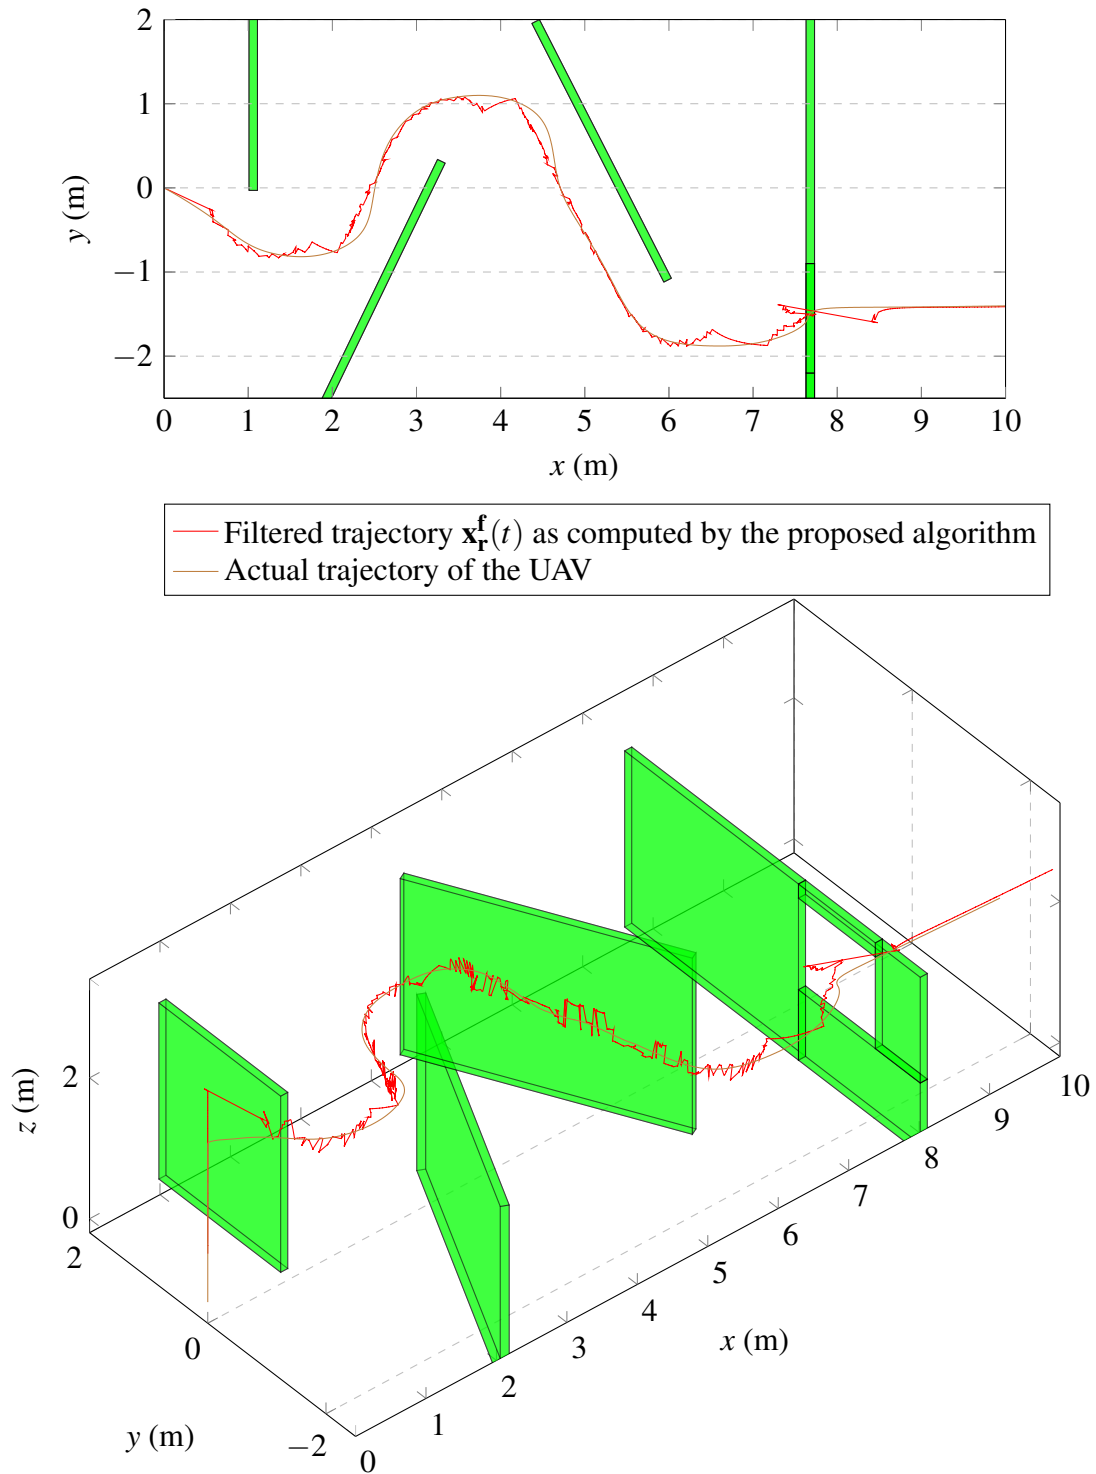 2
1
0
−1
−2
y (m)
0 1 2 3 4 5 6 7 8 9 10
x (m)
Filtered trajectory x_r^f(t) as computed by the proposed algorithm
Actual trajectory of the UAV
2
0
z (m)
2
0
−2
y (m)
0
1
2
3
4
5
6
7
8
9
10
x (m)